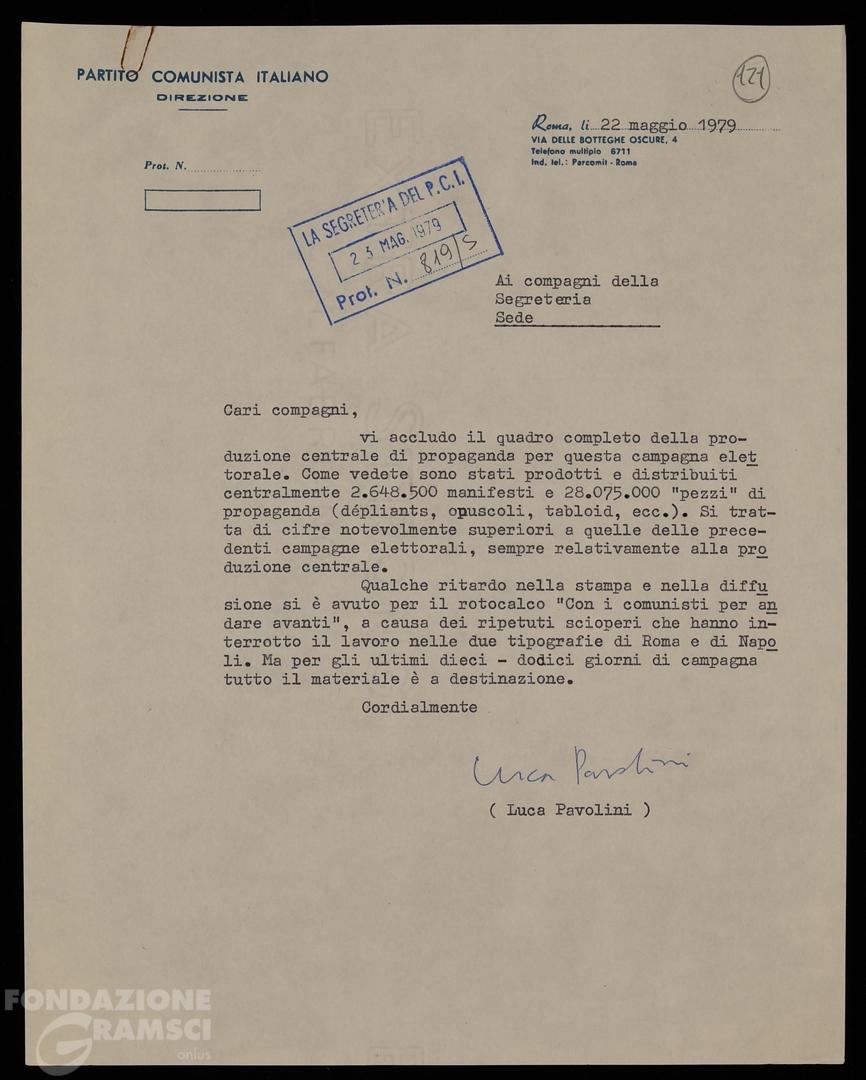 PARTITO COMUNISTA ITALIANO
DIREZIONE
121
Roma, li 22 maggio 1979
VIA DELLE BOTTEGHE OSCURE, 4
Telefono multiplo 6711
Ind. tel.: Parcomit - Roma
Prot. N.
LA SEGRETER'A DEL P.C.I.
23 MAG. 1979
Prot. N. 819/S
Ai compagni della
Segreteria
Sede
Cari compagni,
vi accludo il quadro completo della pro-
duzione centrale di propaganda per questa campagna elet
torale. Come vedete sono stati prodotti e distribuiti
centralmente 2.648.500 manifesti e 28.075.000 "pezzi" di
propaganda (dépliants, opuscoli, tabloid, ecc.). Si trat-
ta di cifre notevolmente superiori a quelle delle prece-
denti campagne elettorali, sempre relativamente alla pro
duzione centrale.
Qualche ritardo nella stampa e nella diffu
sione si è avuto per il rotocalco "Con i comunisti per an
dare avanti", a causa dei ripetuti scioperi che hanno in-
terrotto il lavoro nelle due tipografie di Roma e di Napo
li. Ma per gli ultimi dieci - dodici giorni di campagna
tutto il materiale è a destinazione.
Cordialmente
Luca Pavolini
( Luca Pavolini )
FONDAZIONE
GRAMSCI
onlus